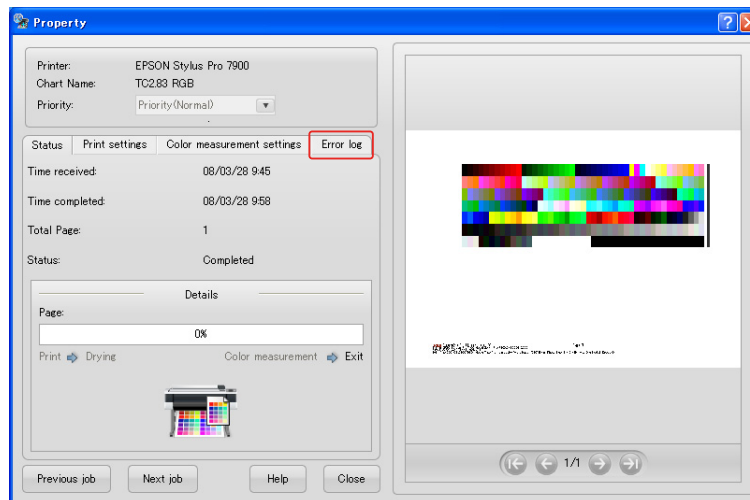 Property
Printer: EPSON Stylus Pro 7900
Chart Name: TC2.83 RGB
Priority: Priority(Normal)
Status Print settings Color measurement settings Error log
Time received: 08/03/28 9:45
Time completed: 08/03/28 9:58
Total Page: 1
Status: Completed
Details
Page:
0%
Print Drying Color measurement Exit
Previous job Next job Help Close
1/1